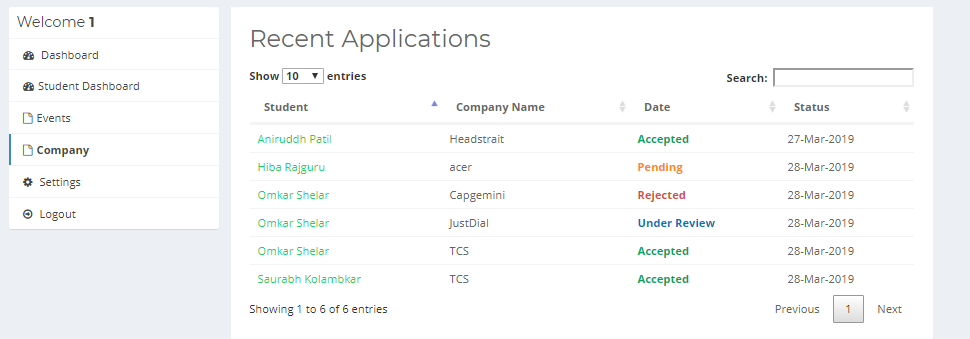 Welcome 1
Dashboard
Student Dashboard
Events
Company
Settings
Logout
Recent Applications
Show 10 entries
Search:
Student Company Name Date Status
Aniruddh Patil Headstrait Accepted 27-Mar-2019
Hiba Rajguru acer Pending 28-Mar-2019
Omkar Shelar Capgemini Rejected 28-Mar-2019
Omkar Shelar JustDial Under Review 28-Mar-2019
Omkar Shelar TCS Accepted 28-Mar-2019
Saurabh Kolambkar TCS Accepted 28-Mar-2019
Showing 1 to 6 of 6 entries
Previous 1 Next